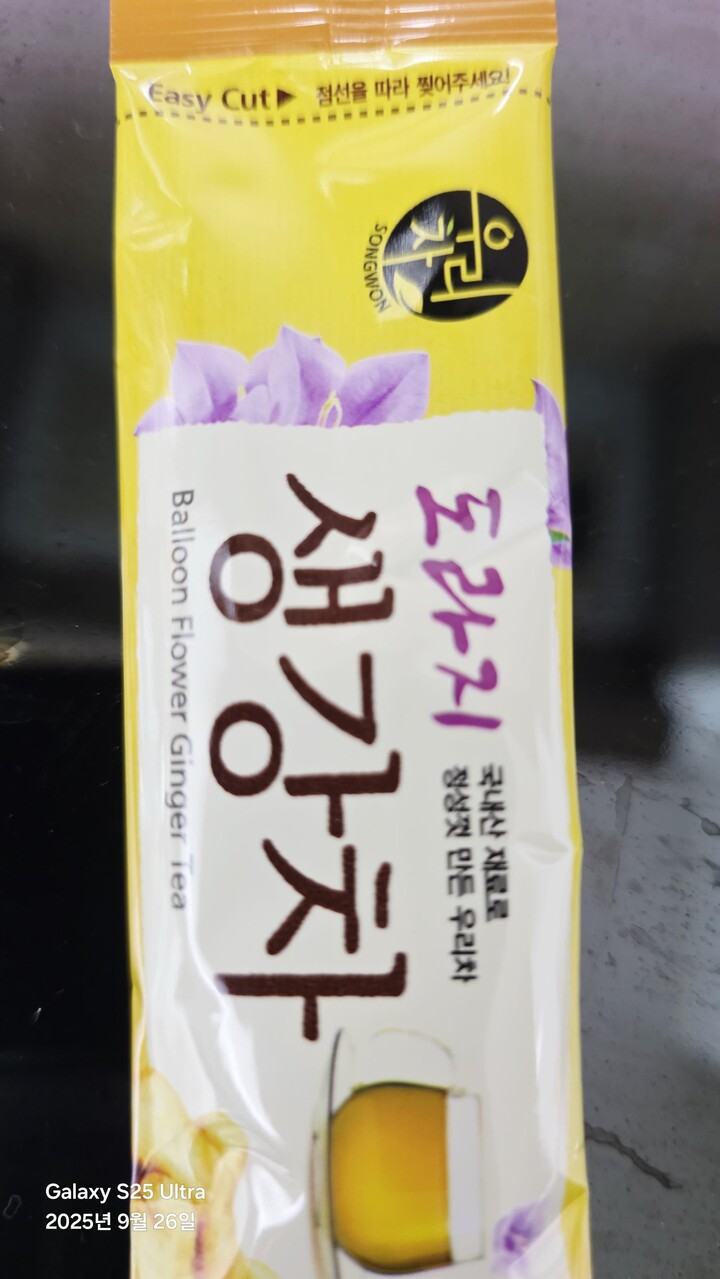 Easy Cut▶ 점선을 따라 찢어주세요!
우리차
SONGWON
도라지
국내산 재료로
정성껏 만든 우리차
생강차
Balloon Flower Ginger Tea
Galaxy S25 Ultra
2025년 9월 26일